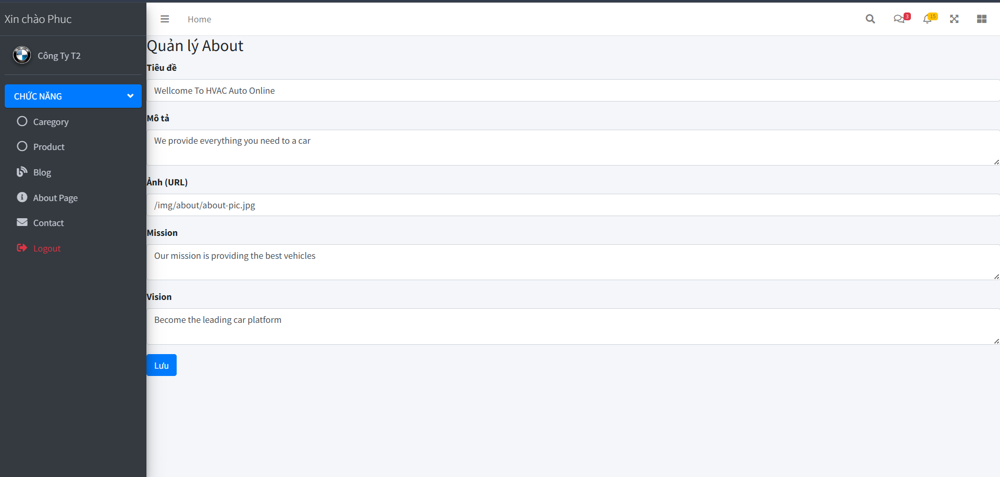 Xin chào Phuc
Home
3
15
Công Ty T2
CHỨC NĂNG
Caregory
Product
Blog
About Page
Contact
Logout
Quản lý About
Tiêu đề
Wellcome To HVAC Auto Online
Mô tả
We provide everything you need to a car
Ảnh (URL)
/img/about/about-pic.jpg
Mission
Our mission is providing the best vehicles
Vision
Become the leading car platform
Lưu